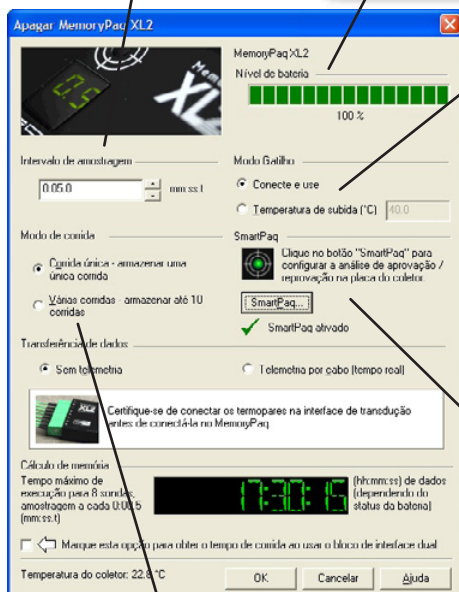 Apagar MemoryPaq XL2
0.5
XL2
MemoryPaq XL2
Nível de bateria
100 %
Intervalo de amostragem
0:05.0
mm:ss.t
Modo Gatilho
Conecte e use
Temperatura de subida (°C)
40.0
Modo de corrida
Corrida única - armazenar uma
única corrida
Várias corridas - armazenar até 10
corridas
SmartPaq
Clique no botão "SmartPaq" para
configurar a análise de aprovação /
reprovação na placa do coletor.
SmartPaq...
SmartPaq ativado
Transferência de dados
Sem telemetria
Telemetria por cabo (tempo real)
XL2
Certifique-se de conectar os termopares na interface de transdução
antes de conectá-la no MemoryPaq
Cálculo de memória
Tempo máximo de
execução para 8 sondas,
amostragem a cada 0:00.5
(mm:ss.t)
17:30:15
(hh:mm:ss) de dados
(dependendo do
status da bateria)
Marque esta opção para obter o tempo de corrida ao usar o bloco de interface dual
Temperatura do coletor: 22.8 °C
OK
Cancelar
Ajuda